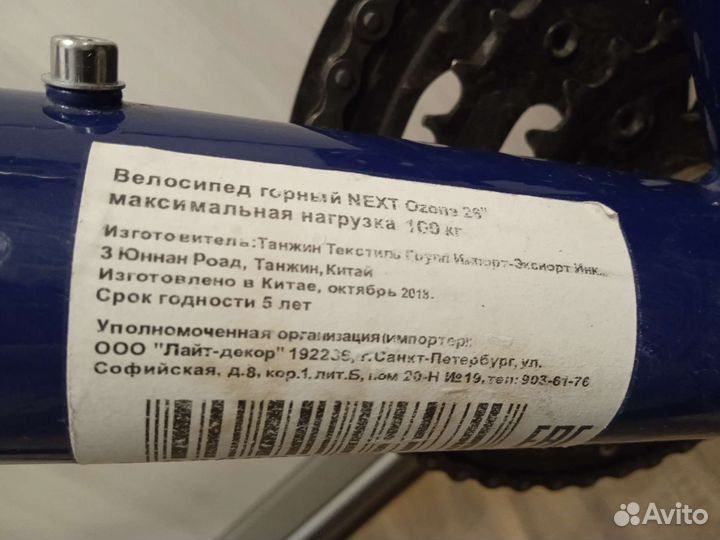 Велосипед горный NEXT Ozone 26"
максимальная нагрузка 100 кг
Изготовитель: Танжин Текстиль Групп Импорт-Экспорт Инк.,
3 Юннан Роад, Танжин, Китай
Изготовлено в Китае, октябрь 2018.
Срок годности 5 лет
Уполномоченная организация(импортер):
ООО "Лайт-декор" 192236, г.Санкт-Петербург, ул.
Софийская, д.8, кор.1, лит.Б, пом 20-Н №19, тел: 903-61-76
EAC
Avito